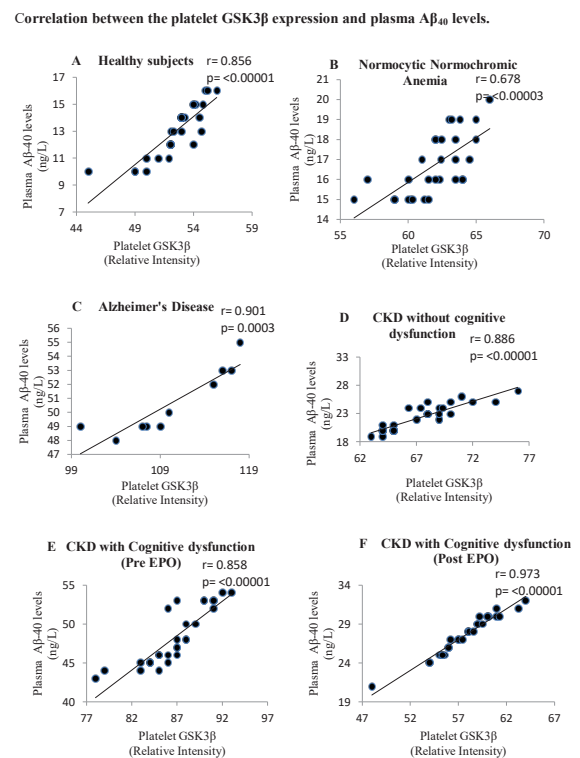 Correlation between the platelet GSK3β expression and plasma Aβ40 levels.
A Healthy subjects
r= 0.856
p= <0.00001
17
15
13
11
9
7
44 49 54 59
Plasma Aβ-40 levels
(ng/L)
Platelet GSK3β
(Relative Intensity)
B Normocytic Normochromic
Anemia
r= 0.678
p=<0.00003
21
20
19
18
17
16
15
14
55 60 65 70
Plasma Aβ-40 levels
(ng/L)
Platelet GSK3β
(Relative Intensity)
C Alzheimer's Disease
r= 0.901
p= 0.0003
56
55
55
53
52
51
50
49
48
47
99 109 119
Plasma Aβ-40 levels
(ng/L)
Platelet GSK3β
(Relative Intensity)
D CKD without cognitive
dysfunction
r= 0.886
p= <0.00001
33
28
23
18
62 67 72 77
Plasma Aβ-40 levels
(ng/L)
Platelet GSK3β
(Relative Intensity)
E CKD with Cognitive dysfunction
(Pre EPO)
r= 0.858
p= <0.00001
55
50
45
40
77 82 87 92 97
Plasma Aβ-40 levels
(ng/L)
Platelet GSK3β
(Relative Intensity)
F CKD with Cognitive dysfunction
(Post EPO)
r= 0.973
p= <0.00001
34
29
24
19
47 52 57 62 67
Plasma Aβ-40 levels
(ng/L)
Platelet GSK3β
(Relative Intensity)